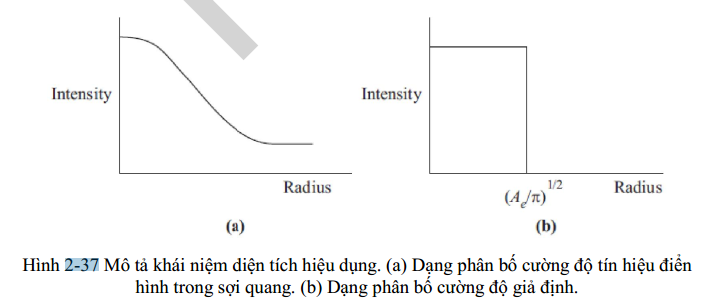 Intensity
Intensity
Radius
(Aₑ/π)^1/2
Radius
(a)
(b)
Hình 2-37 Mô tả khái niệm diện tích hiệu dụng. (a) Dạng phân bố cường độ tín hiệu điển
hình trong sợi quang. (b) Dạng phân bố cường độ giả định.